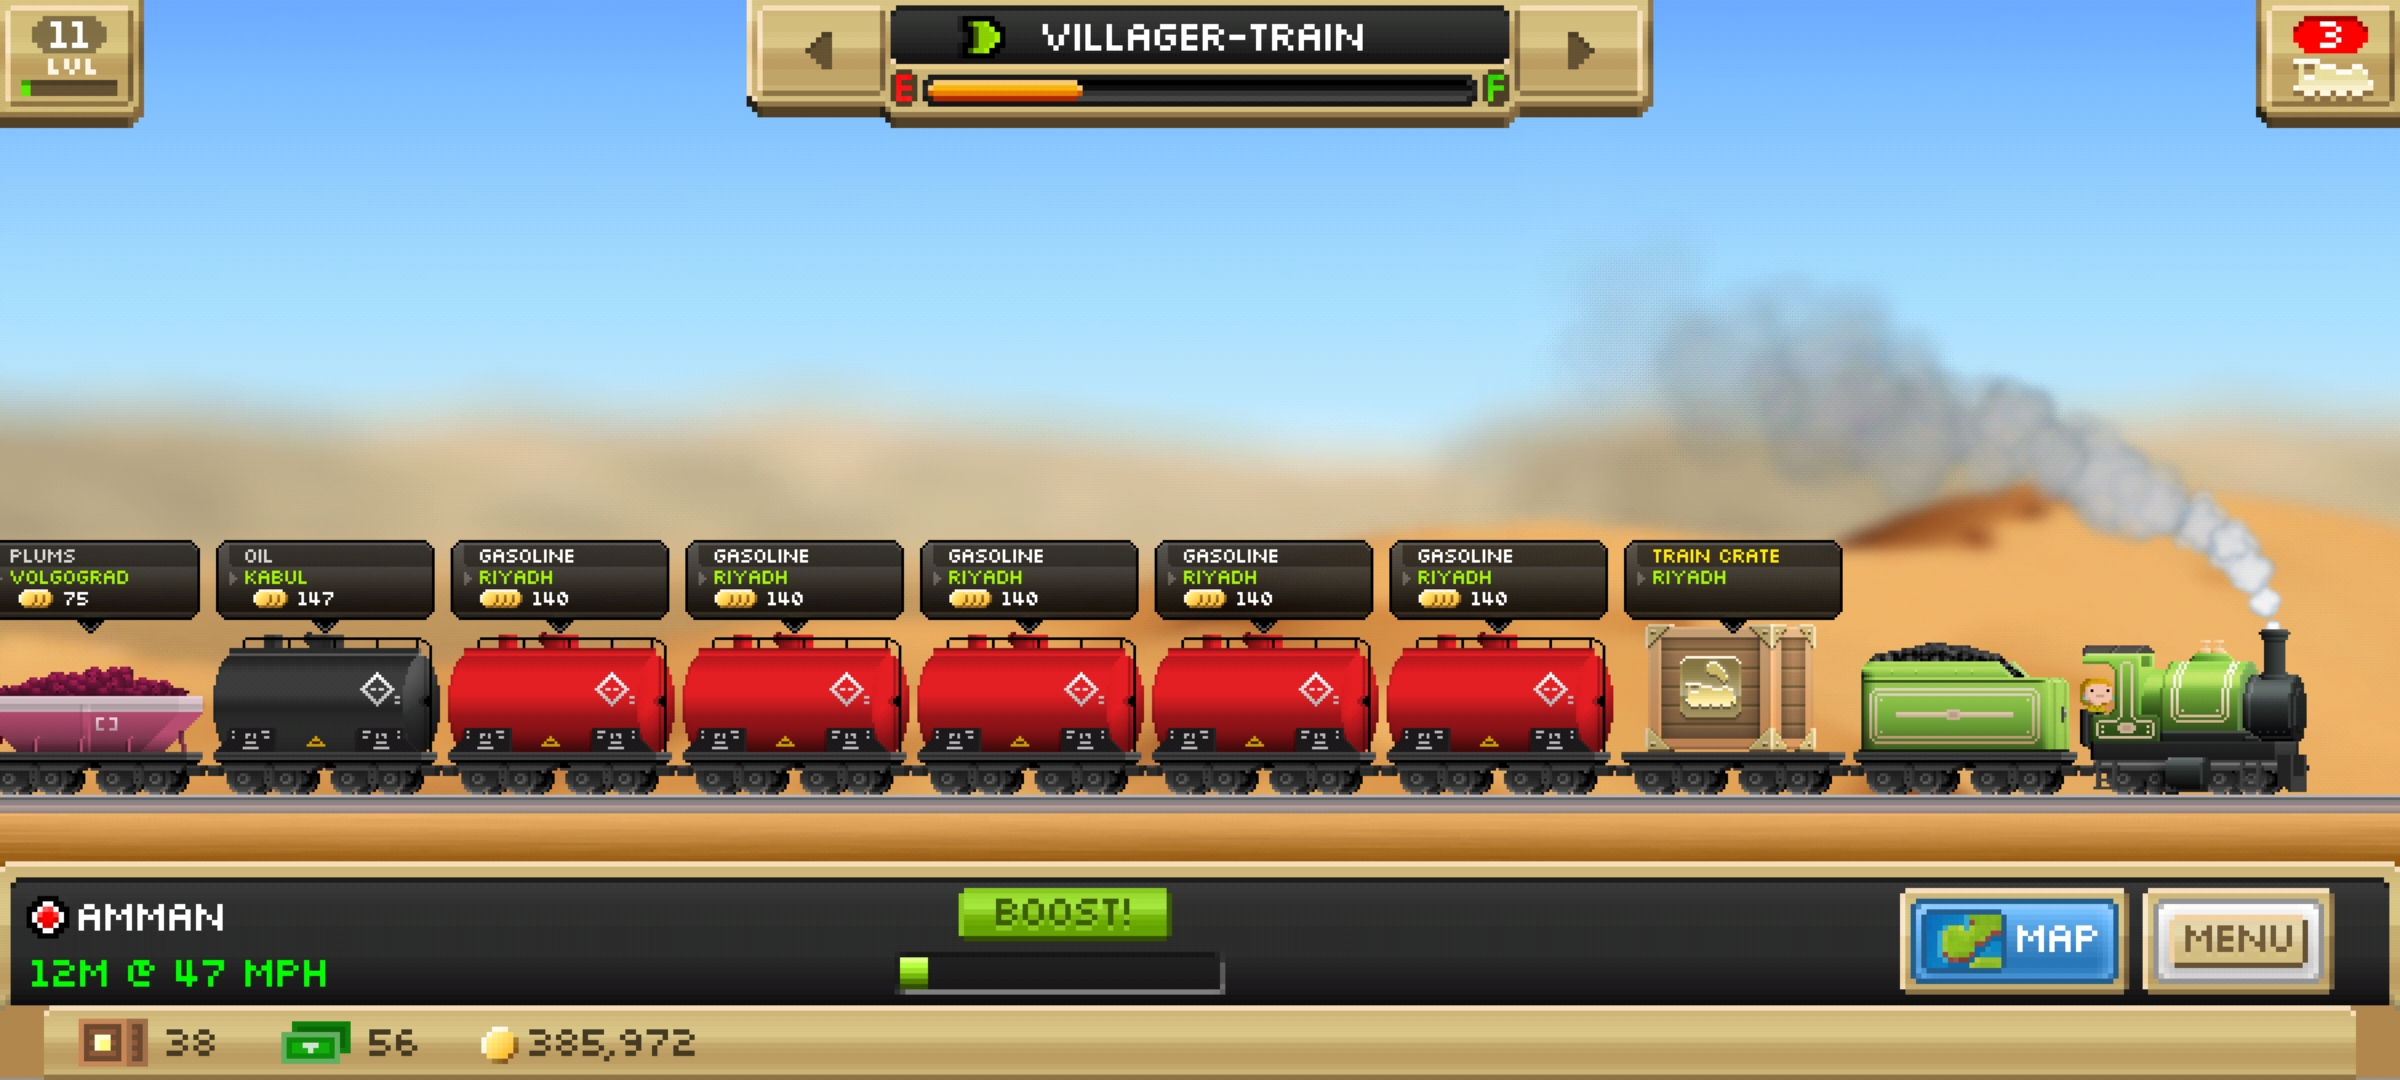 11
LVL
VILLAGER-TRAIN
E F
3
PLUMS
VOLGOGRAD
75
OIL
KABUL
147
GASOLINE
RIYADH
140
GASOLINE
RIYADH
140
GASOLINE
RIYADH
140
GASOLINE
RIYADH
140
GASOLINE
RIYADH
140
TRAIN CRATE
RIYADH
AMMAN
12M @ 47 MPH
BOOST!
MAP
MENU
38
56
385,972